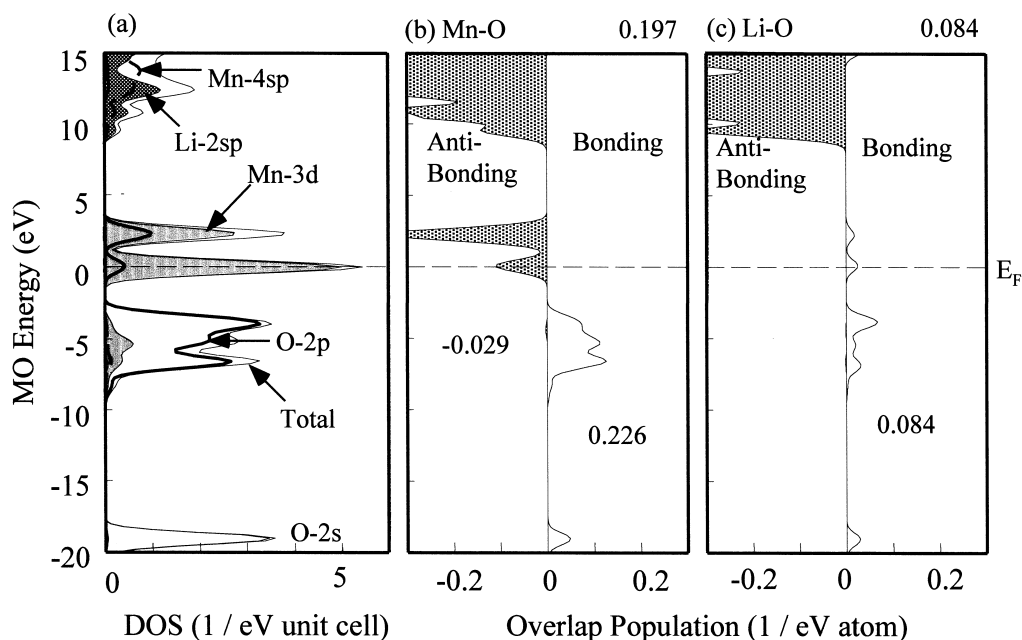 (a)
(b) Mn-O 0.197
(c) Li-O 0.084
15
10
5
0
-5
-10
-15
-20
MO Energy (eV)
Mn-4sp
Li-2sp
Mn-3d
O-2p
Total
O-2s
0 5
DOS (1 / eV unit cell)
Anti-
Bonding
Bonding
-0.029
0.226
-0.2 0 0.2
Anti-
Bonding
Bonding
0.084
-0.2 0 0.2
Overlap Population (1 / eV atom)
EF